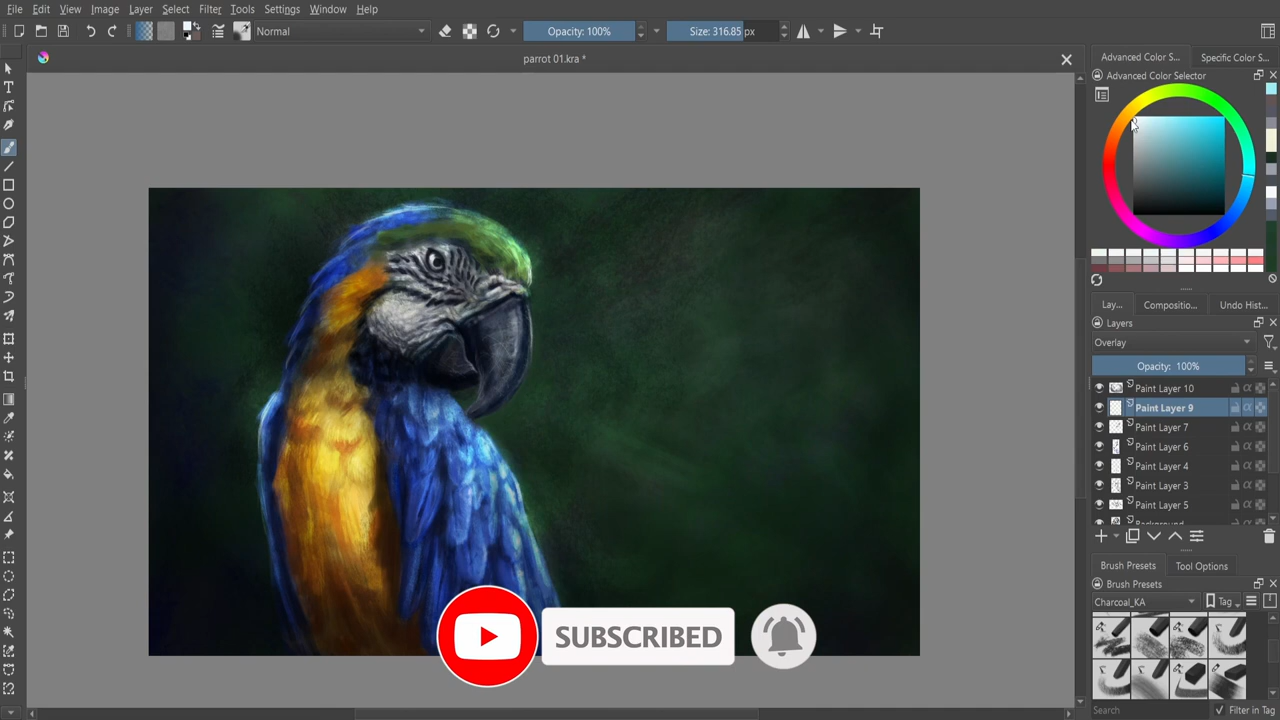 File Edit View Image Layer Select Filter Tools Settings Window Help
Normal Opacity: 100% Size: 316.85 px
parrot 01.kra *
Advanced Color S... Specific Color S...
Advanced Color Selector
Lay... Compositio... Undo Hist...
Layers
Overlay
Opacity: 100%
Paint Layer 10
Paint Layer 9
Paint Layer 7
Paint Layer 6
Paint Layer 4
Paint Layer 3
Paint Layer 5
Background
Brush Presets Tool Options
Brush Presets
Charcoal_KA Tag
SUBSCRIBED
Search Filter in Tag